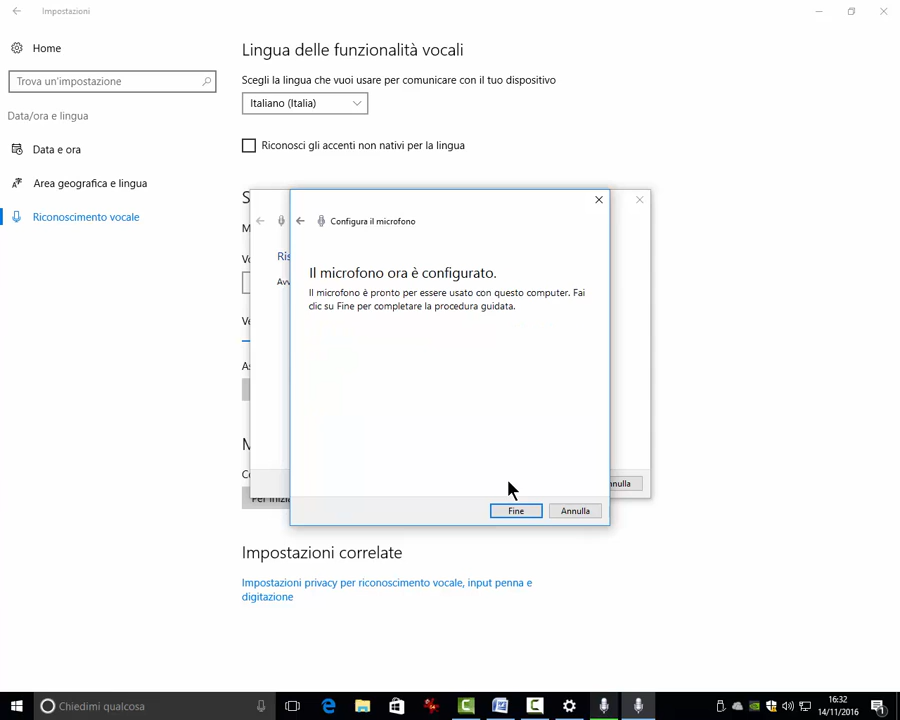 Impostazioni
Home
Trova un'impostazione
Data/ora e lingua
Data e ora
Area geografica e lingua
Riconoscimento vocale
Lingua delle funzionalità vocali
Scegli la lingua che vuoi usare per comunicare con il tuo dispositivo
Italiano (Italia)
Riconosci gli accenti non nativi per la lingua
Configura il microfono
Il microfono ora è configurato.
Il microfono è pronto per essere usato con questo computer. Fai
clic su Fine per completare la procedura guidata.
Fine
Annulla
Impostazioni correlate
Impostazioni privacy per riconoscimento vocale, input penna e
digitazione
Chiedimi qualcosa
16:32
14/11/2016